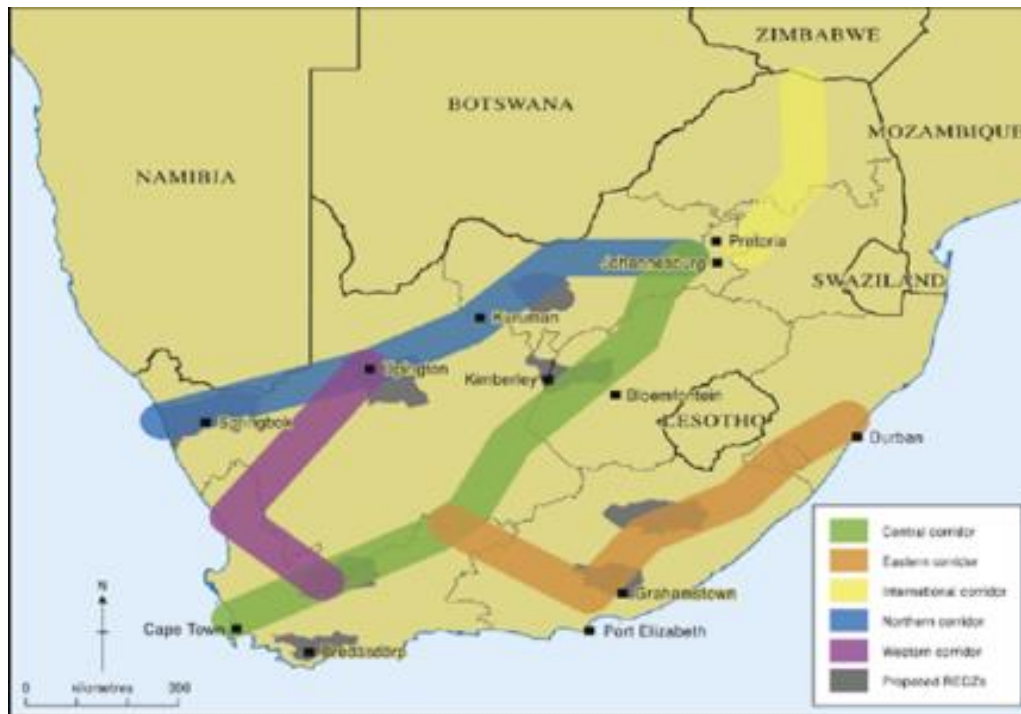 ZIMBABWE
BOTSWANA
MOZAMBIQUE
NAMIBIA
Pretoria
Johannesburg
SWAZILAND
Kuruman
Upington
Kimberley
Bloemfontein
Springbok
LESOTHO
Durban
Central corridor
Eastern corridor
International corridor
Northern corridor
Western corridor
Proposed REDZs
Grahamstown
Cape Town
Port Elizabeth
Bredasdorp
N
0 kilometres 300